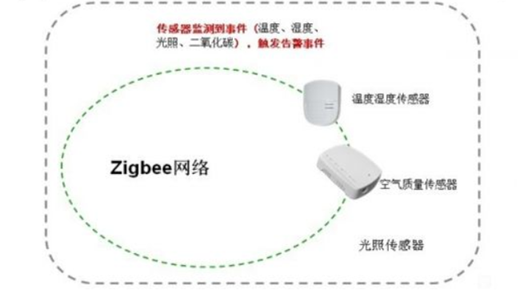 传感器监测到事件（温度、湿度、
光照、二氧化碳），触发告警事件
温度湿度传感器
Zigbee网络
空气质量传感器
光照传感器